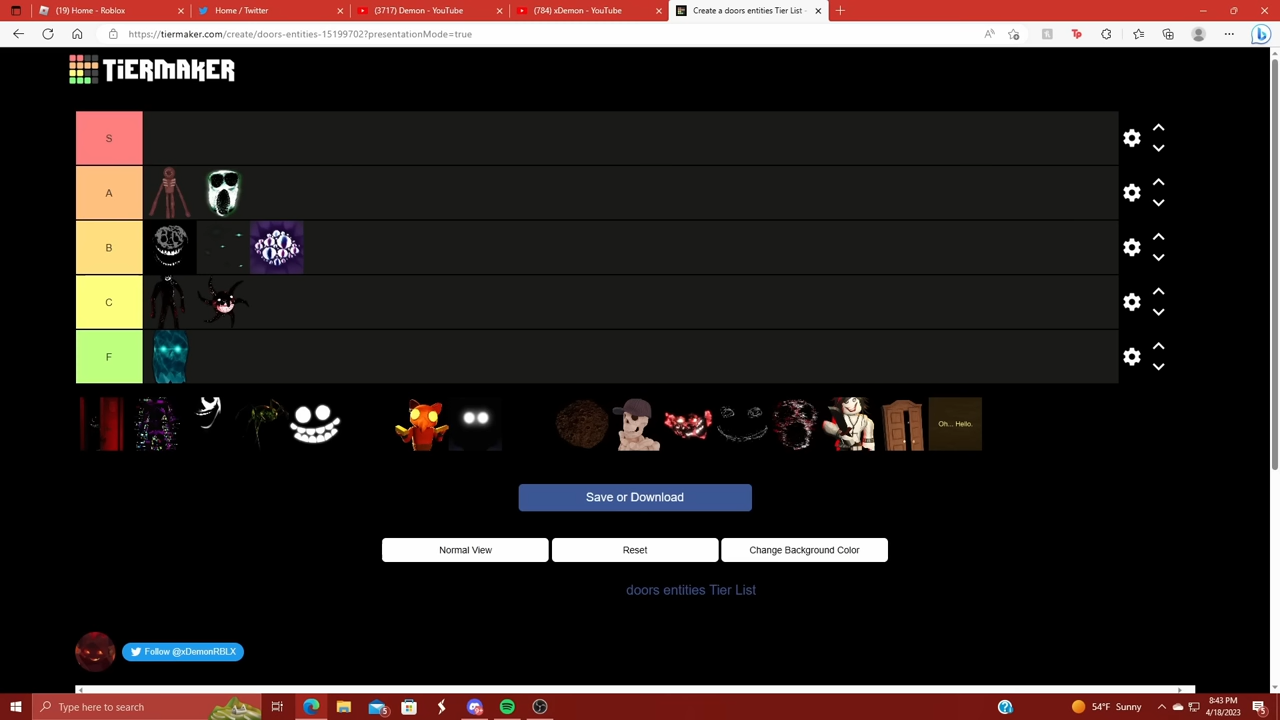 (19) Home - Roblox
Home / Twitter
(3717) Demon - YouTube
(784) xDemon - YouTube
Create a doors entities Tier List -
https://tiermaker.com/create/doors-entities-15199702?presentationMode=true
TiERMAKER
S
A
B
C
F
Oh... Hello.
Save or Download
Normal View
Reset
Change Background Color
doors entities Tier List
Follow @xDemonRBLX
Type here to search
5
54°F Sunny
8:43 PM
4/18/2023
5